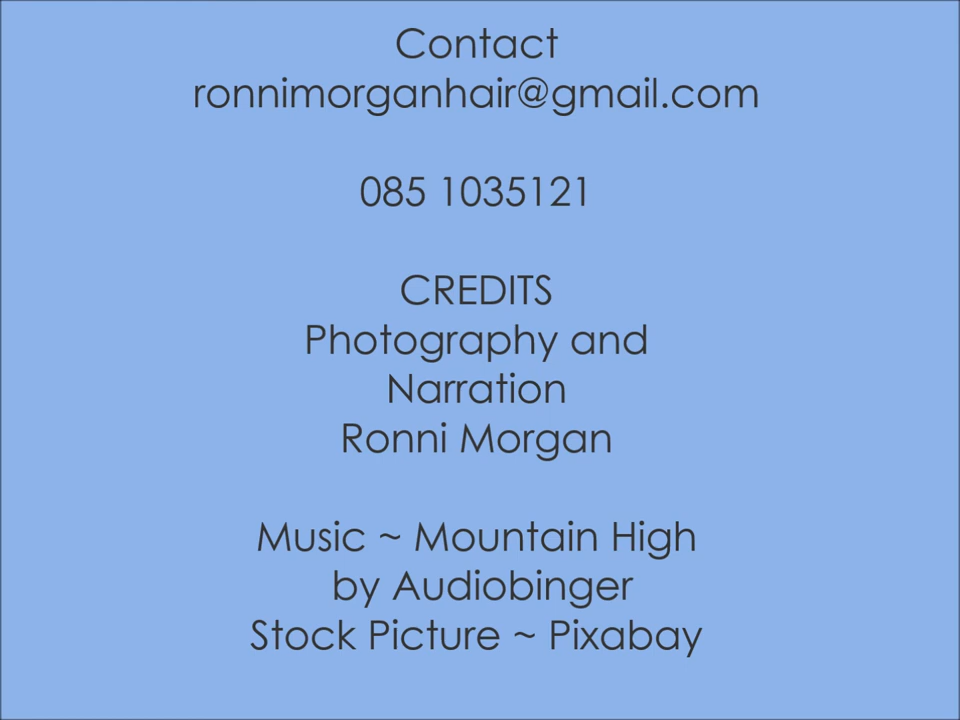 Contact
ronnimorganhair@gmail.com
085 1035121
CREDITS
Photography and
Narration
Ronni Morgan
Music ~ Mountain High
by Audiobinger
Stock Picture ~ Pixabay